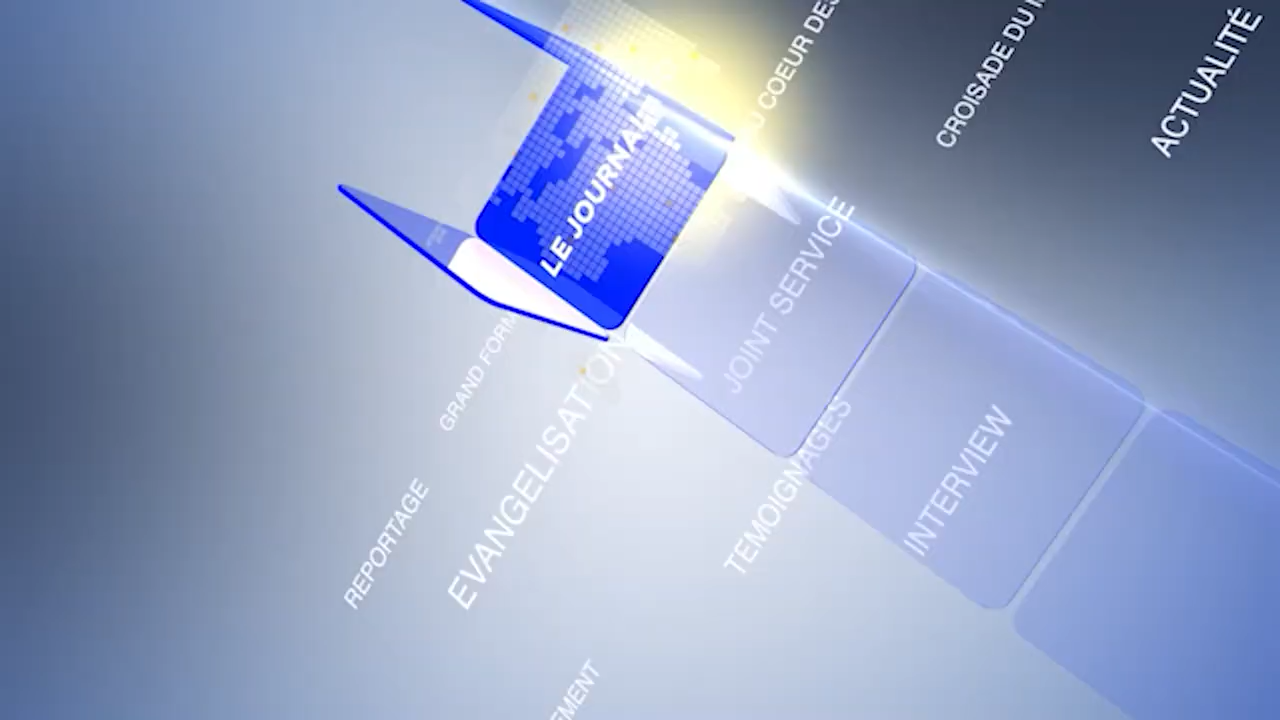 LE JOURNAL
COEUR DES
CROISADE DU
ACTUALITÉ
JOINT SERVICE
GRAND FORM
EVANGELISATION
TEMOIGNAGES
INTERVIEW
REPORTAGE
EMENT